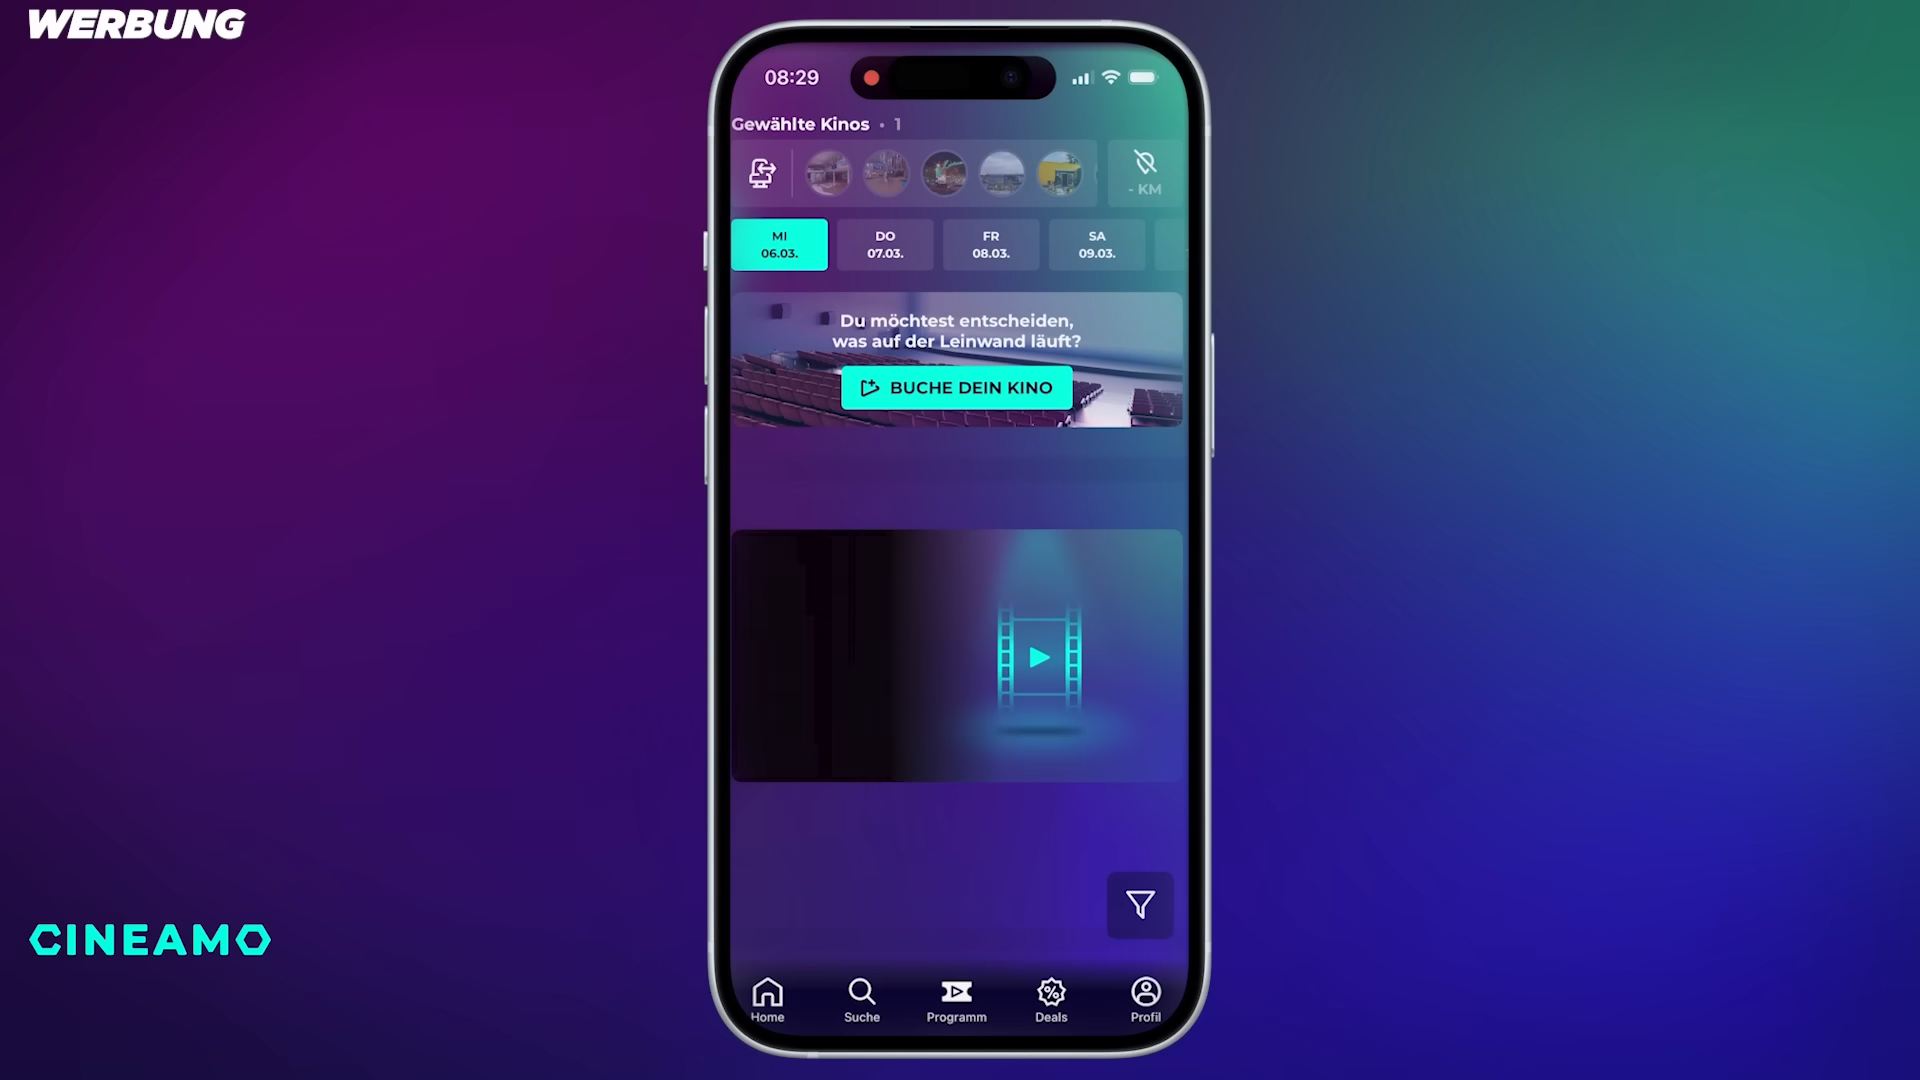 WERBUNG
08:29
Gewählte Kinos • 1
- KM
MI
06.03.
DO
07.03.
FR
08.03.
SA
09.03.
Du möchtest entscheiden,
was auf der Leinwand läuft?
BUCHE DEIN KINO
CINEAMO
Home
Suche
Programm
Deals
Profil